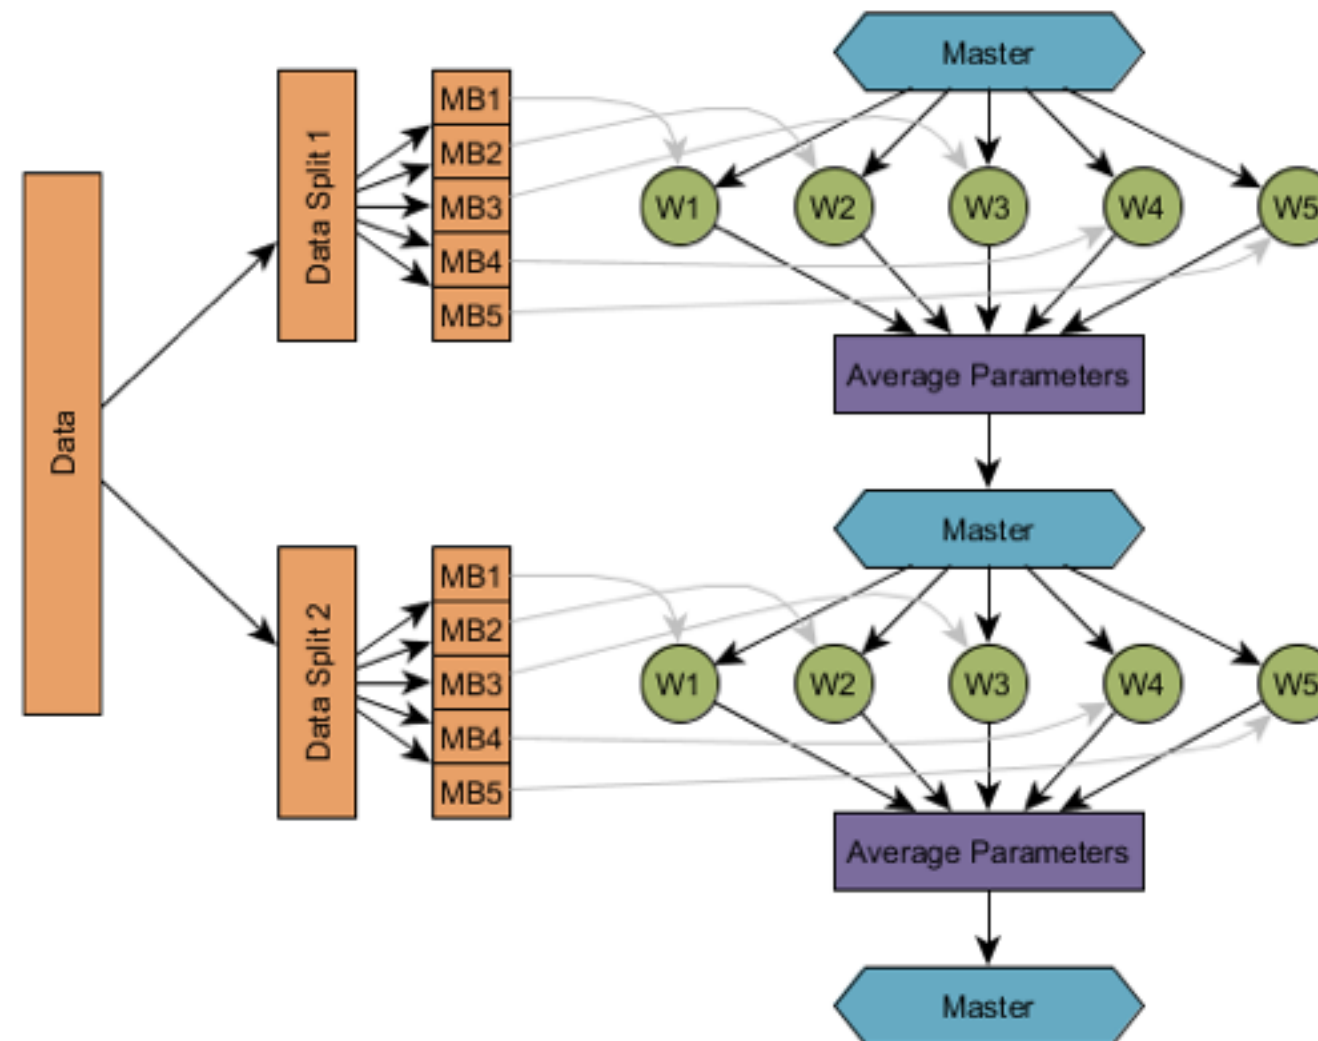 Data
Data Split 1
MB1
MB2
MB3
MB4
MB5
Master
W1
W2
W3
W4
W5
Average Parameters
Master
Data Split 2
MB1
MB2
MB3
MB4
MB5
W1
W2
W3
W4
W5
Average Parameters
Master